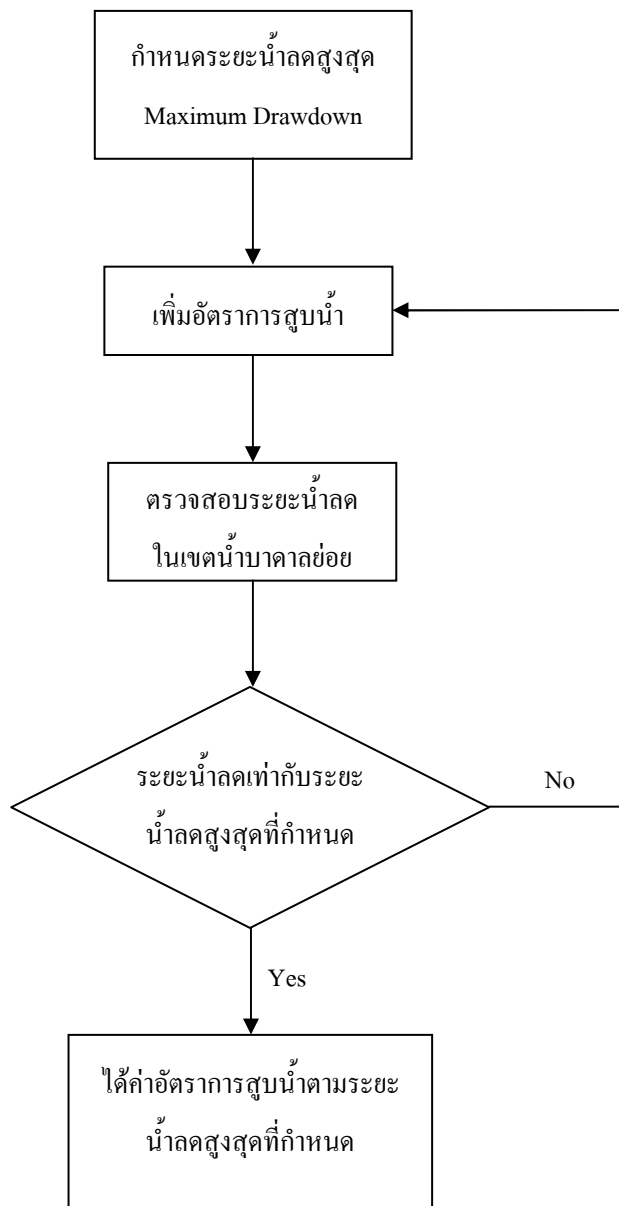 กำหนดระยะน้ำลดสูงสุด
Maximum Drawdown
เพิ่มอัตราการสูบน้ำ
ตรวจสอบระยะน้ำลด
ในเขตน้ำบาดาลย่อย
ระยะน้ำลดเท่ากับระยะ
น้ำลดสูงสุดที่กำหนด
No
Yes
ได้ค่าอัตราการสูบน้ำตามระยะ
น้ำลดสูงสุดที่กำหนด